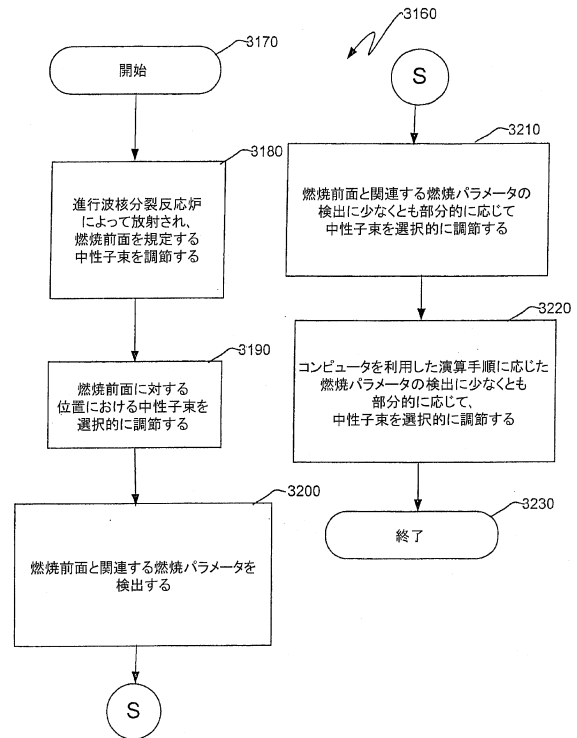 3160
3170
開始
3180
進行波核分裂反応炉
によって放射され、
燃焼前面を規定する
中性子束を調節する
3190
燃焼前面に対する
位置における中性子束を
選択的に調節する
3200
燃焼前面と関連する燃焼パラメータを
検出する
S
S
3210
燃焼前面と関連する燃焼パラメータの
検出に少なくとも部分的に応じて
中性子束を選択的に調節する
3220
コンピュータを利用した演算手順に応じた
燃焼パラメータの検出に少なくとも
部分的に応じて、
中性子束を選択的に調節する
3230
終了